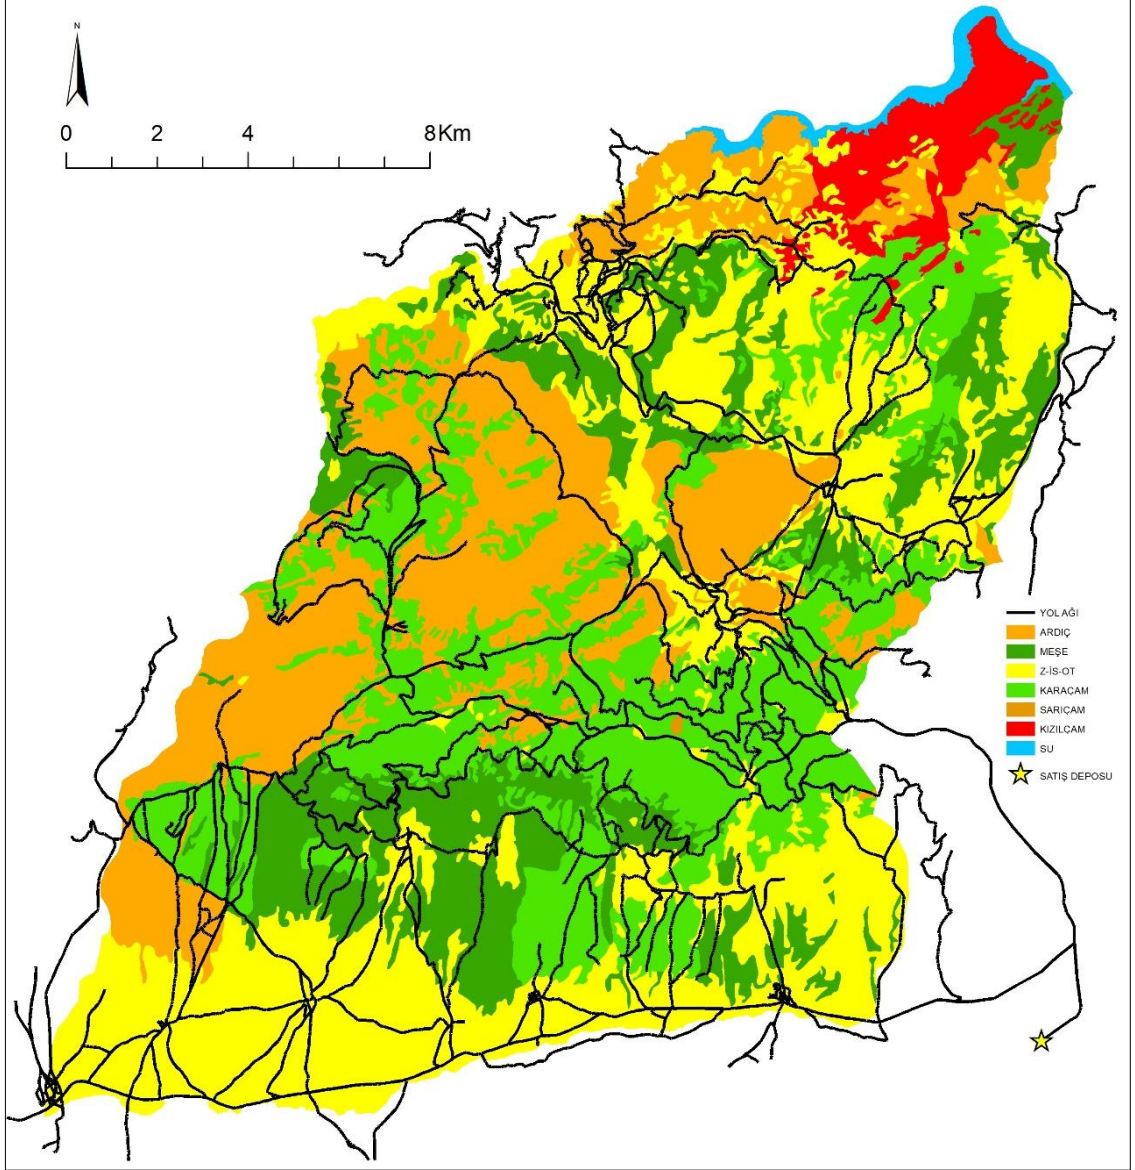 N
0 2 4 8Km
YOL AĞI
ARDIÇ
MEŞE
Z-İS-OT
KARAÇAM
SARIÇAM
KIZILÇAM
SU
SATIŞ DEPOSU